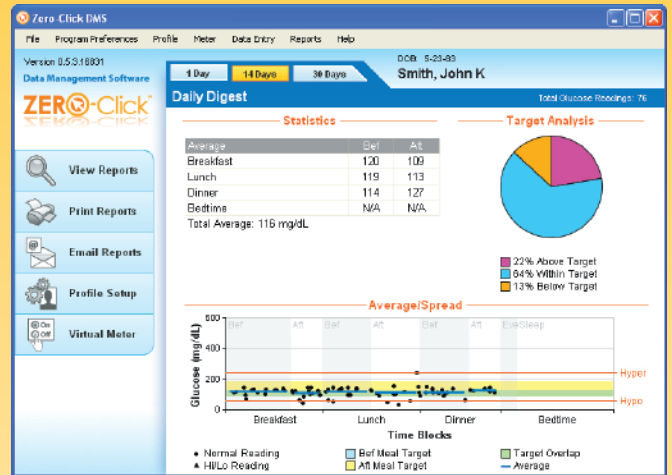 Zero-Click DMS
File Program Preferences Profile Meter Data Entry Reports Help
Version 0.5.3.16831
Data Management Software
ZERO-Click
1 Day 14 Days 30 Days
DOB: 5-23-83
Smith, John K
Daily Digest
Total Glucose Readings: 76
View Reports
Print Reports
Email Reports
Profile Setup
Virtual Meter
On
Off
Statistics
Average Bef Aft
Breakfast 120 109
Lunch 119 113
Dinner 114 127
Bedtime N/A N/A
Total Average: 116 mg/dL
Target Analysis
22% Above Target
64% Within Target
13% Below Target
Average/Spread
Glucose (mg/dL)
600
400
200
0
Bef Aft Bef Aft Bef Aft Eve Sleep
Hyper
Hypo
Breakfast Lunch Dinner Bedtime
Time Blocks
Normal Reading Bef Meal Target Target Overlap
Hi/Lo Reading Aft Meal Target Average